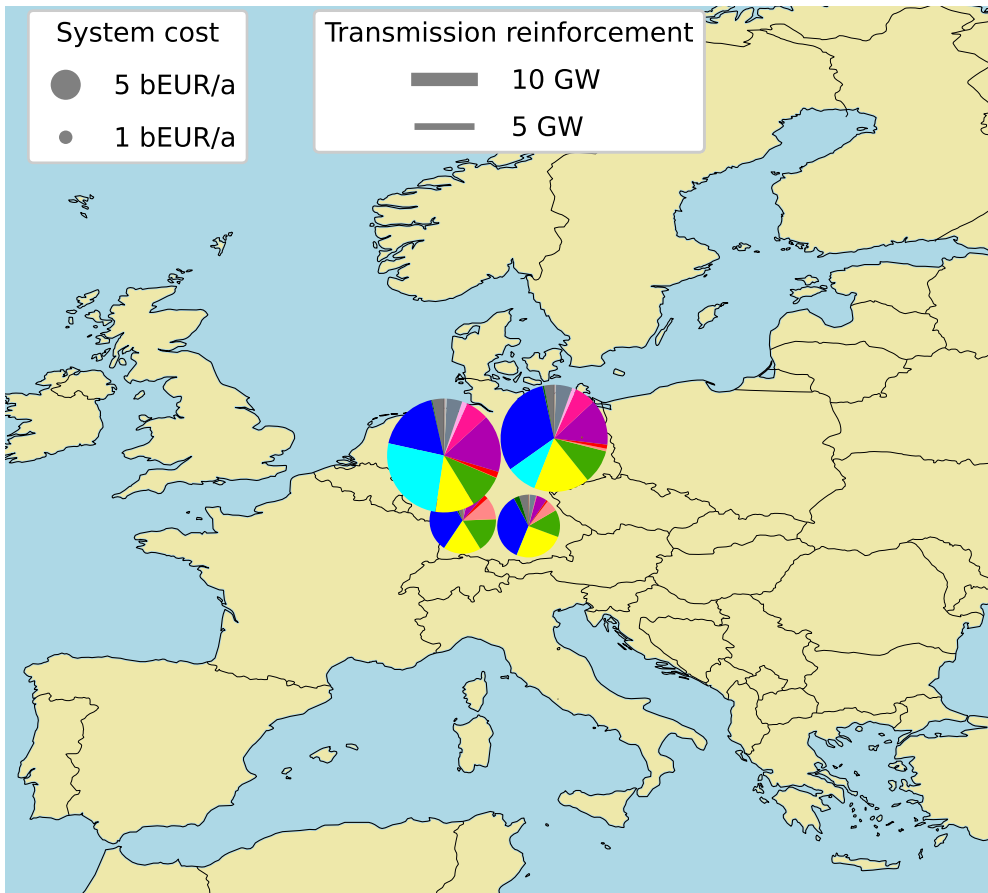 System cost
5 bEUR/a
1 bEUR/a
Transmission reinforcement
10 GW
5 GW